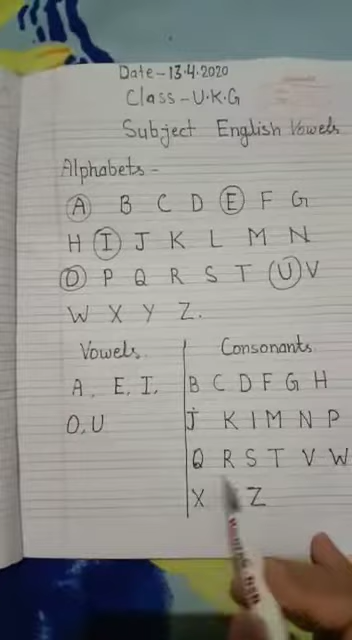 Date-13.4.2020
Class-U.K.G
Subject English Vowels
Alphabets-
A B C D E F G
H I J K L M N
O P Q R S T U V
W X Y Z.
Vowels
A, E, I,
O, U
Consonants
B C D F G H
J K l M N P
Q R S T V W
X Z